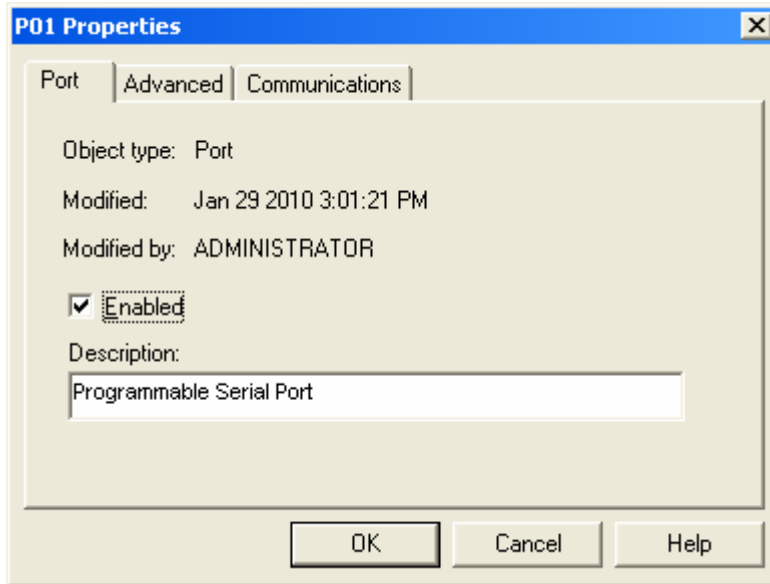 P01 Properties
Port Advanced Communications
Object type: Port
Modified: Jan 29 2010 3:01:21 PM
Modified by: ADMINISTRATOR
Enabled
Description:
Programmable Serial Port
OK Cancel Help